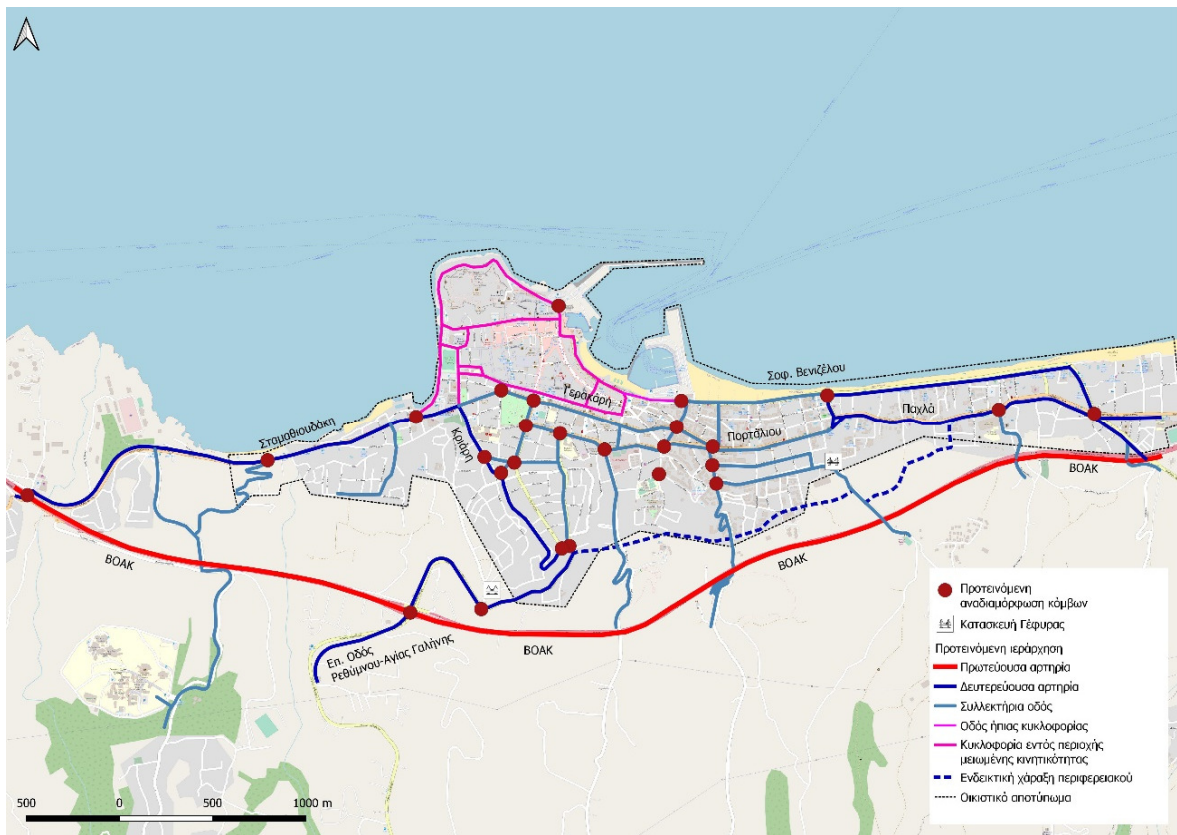 Σταμαθιουδάκη
Κριάρη
Γερακάρη
Σοφ. Βενιζέλου
Πορτάλιου
Παχλά
ΒΟΑΚ
ΒΟΑΚ
ΒΟΑΚ
ΒΟΑΚ
Επ. Οδός
Ρεθύμνου-Αγίας Γαλήνης
Προτεινόμενη
αναδιαμόρφωση κόμβων
Κατασκευή Γέφυρας
Προτεινόμενη ιεράρχηση
Πρωτεύουσα αρτηρία
Δευτερεύουσα αρτηρία
Συλλεκτήρια οδός
Οδός ήπιας κυκλοφορίας
Κυκλοφορία εντός περιοχής
μειωμένης κινητικότητας
Ενδεικτική χάραξη περιφερειακού
Οικιστικό αποτύπωμα
500 0 500 1000 m